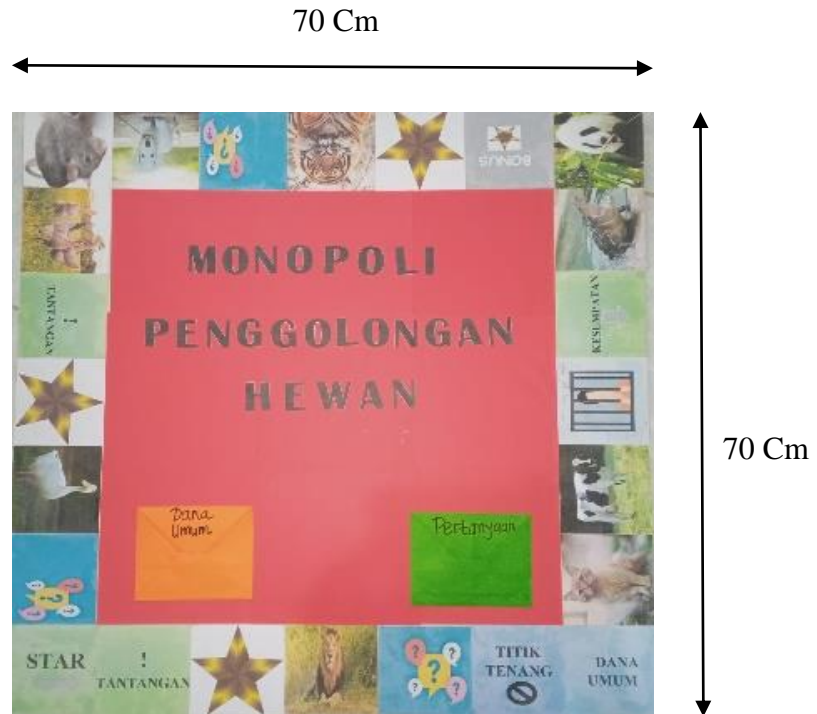 70 Cm
BONUS
MONOPOLI
! TANTANGAN
KESEMPATAN
PENGGOLONGAN
HEWAN
70 Cm
Dana
Umum
Pertanyaan
STAR
!
TANTANGAN
TITIK
TENANG
DANA
UMUM